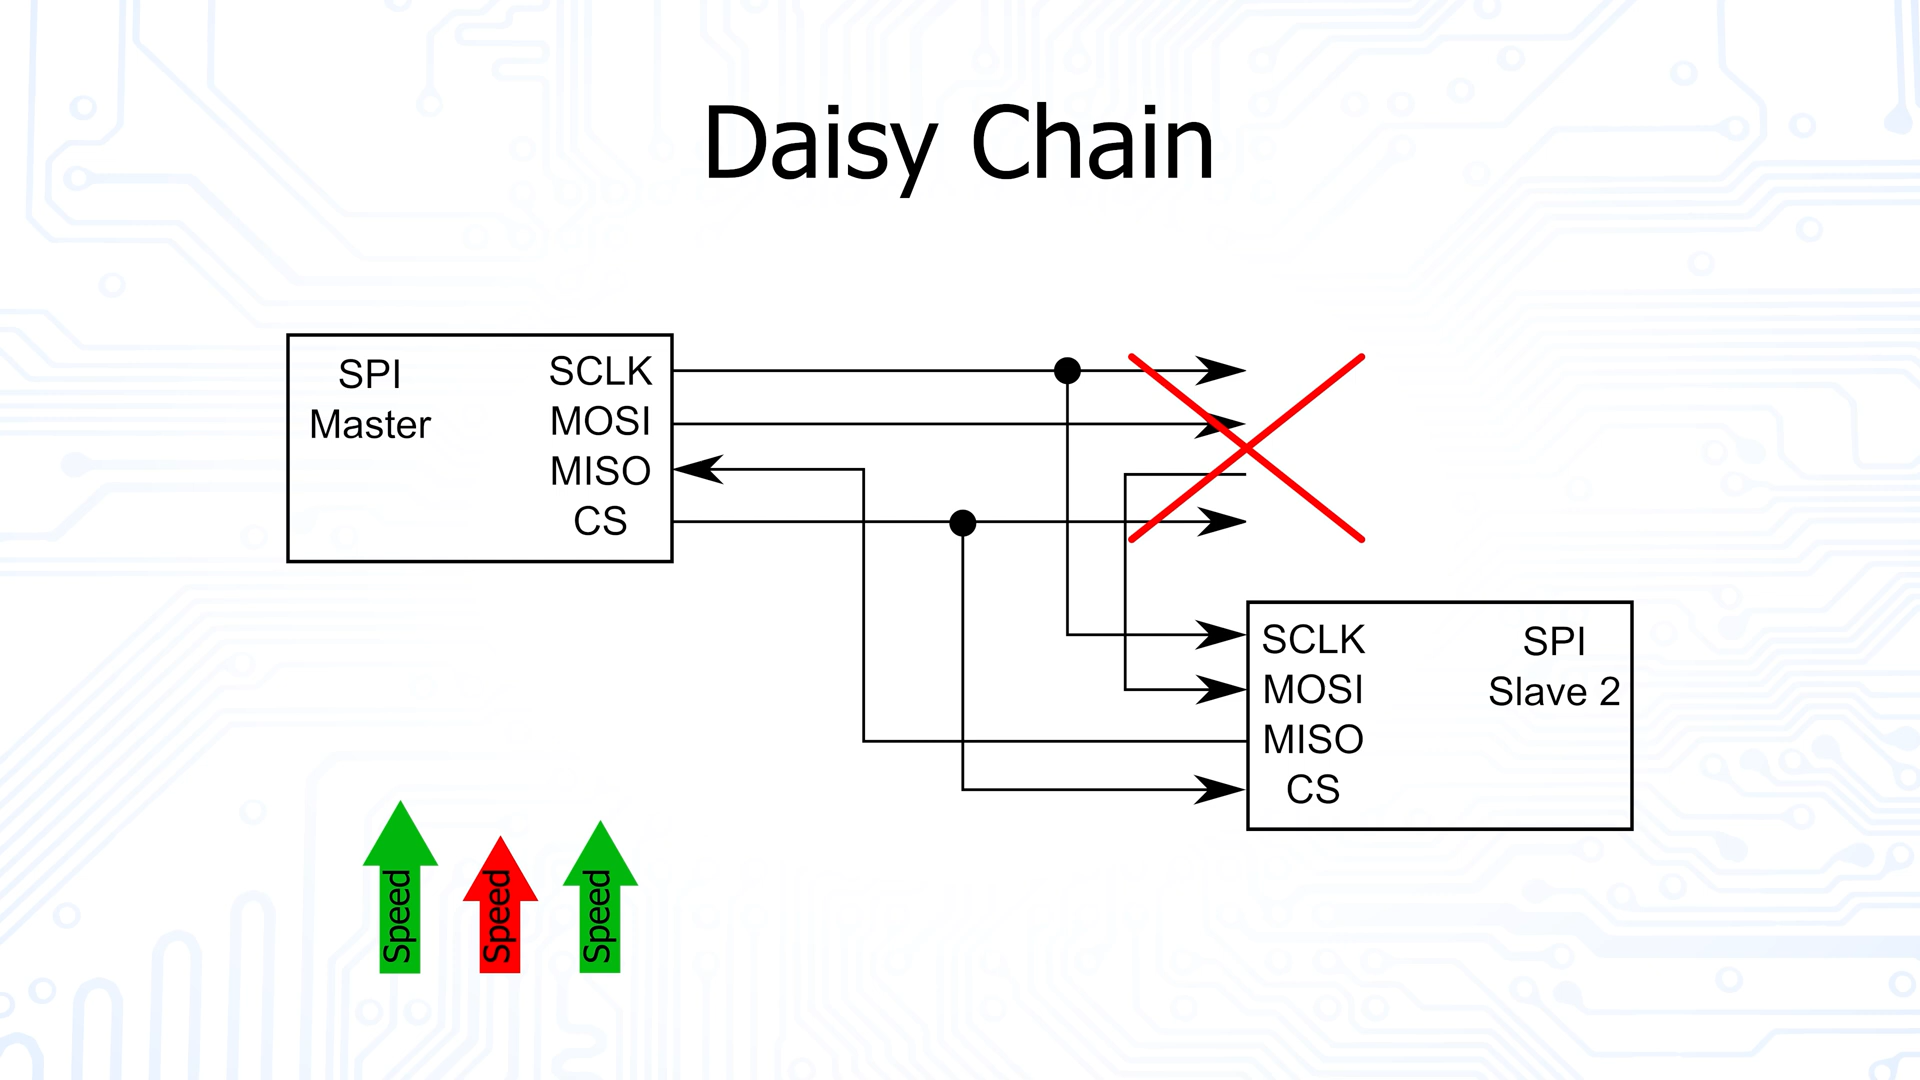 Daisy Chain
SPI
Master
SCLK
MOSI
MISO
CS
SCLK
MOSI
MISO
CS
SPI
Slave 2
Speed
Speed
Speed